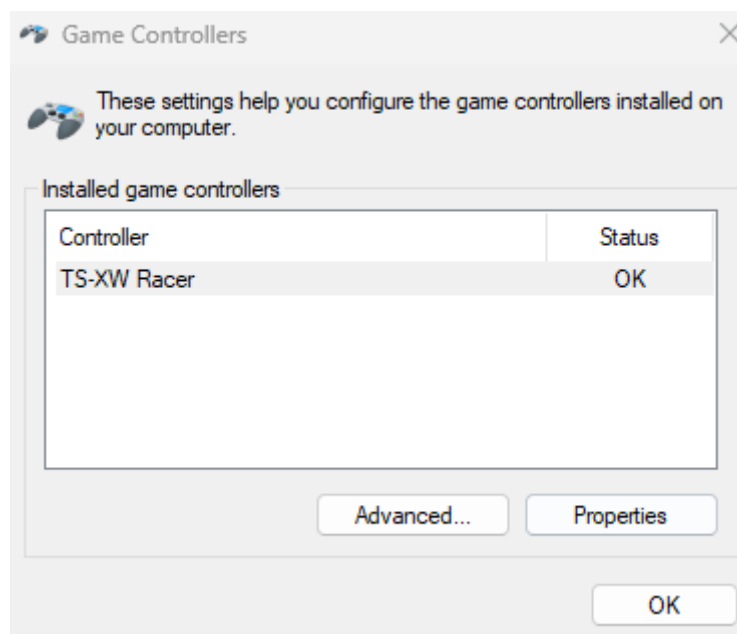 Game Controllers
These settings help you configure the game controllers installed on
your computer.
Installed game controllers
Controller Status
TS-XW Racer OK
Advanced... Properties
OK